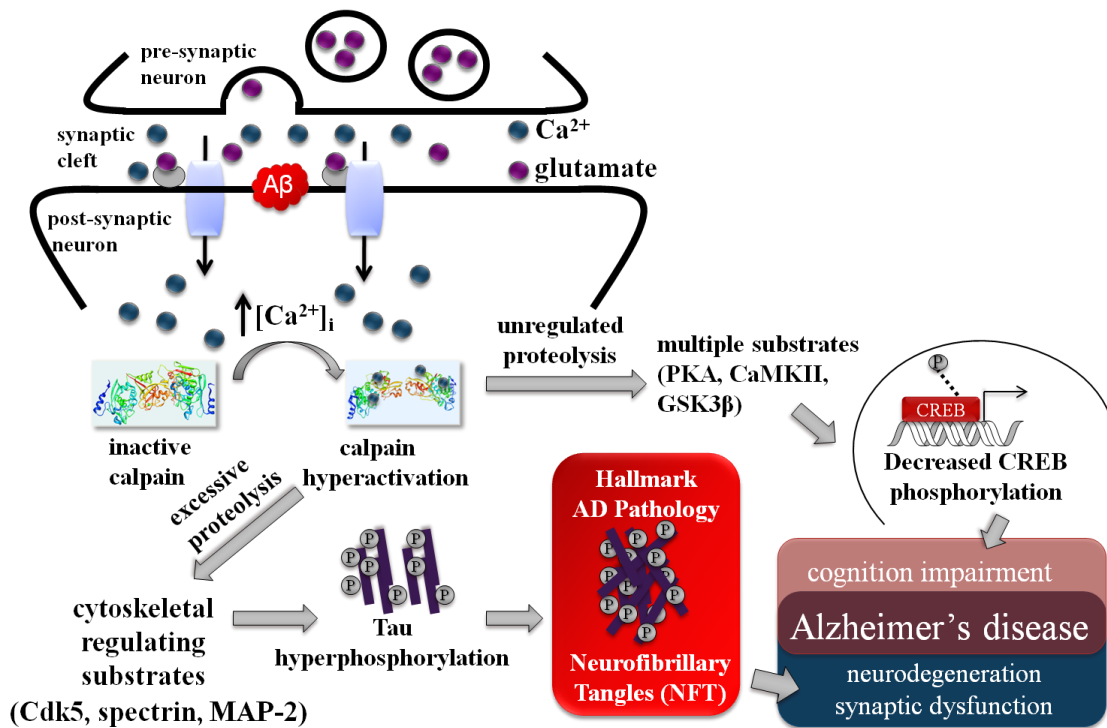 pre-synaptic
neuron
synaptic
cleft
Ca²⁺
glutamate
Aβ
post-synaptic
neuron
[Ca²⁺]ᵢ
unregulated
proteolysis
multiple substrates
(PKA, CaMKII,
GSK3β)
P
CREB
Decreased CREB
phosphorylation
inactive
calpain
calpain
hyperactivation
excessive
proteolysis
cytoskeletal
regulating
substrates
(Cdk5, spectrin, MAP-2)
P P
P P
P P
Tau
hyperphosphorylation
Hallmark
AD Pathology
P P
P P
P P
P P
P P
P
Neurofibrillary
Tangles (NFT)
cognition impairment
Alzheimer's disease
neurodegeneration
synaptic dysfunction